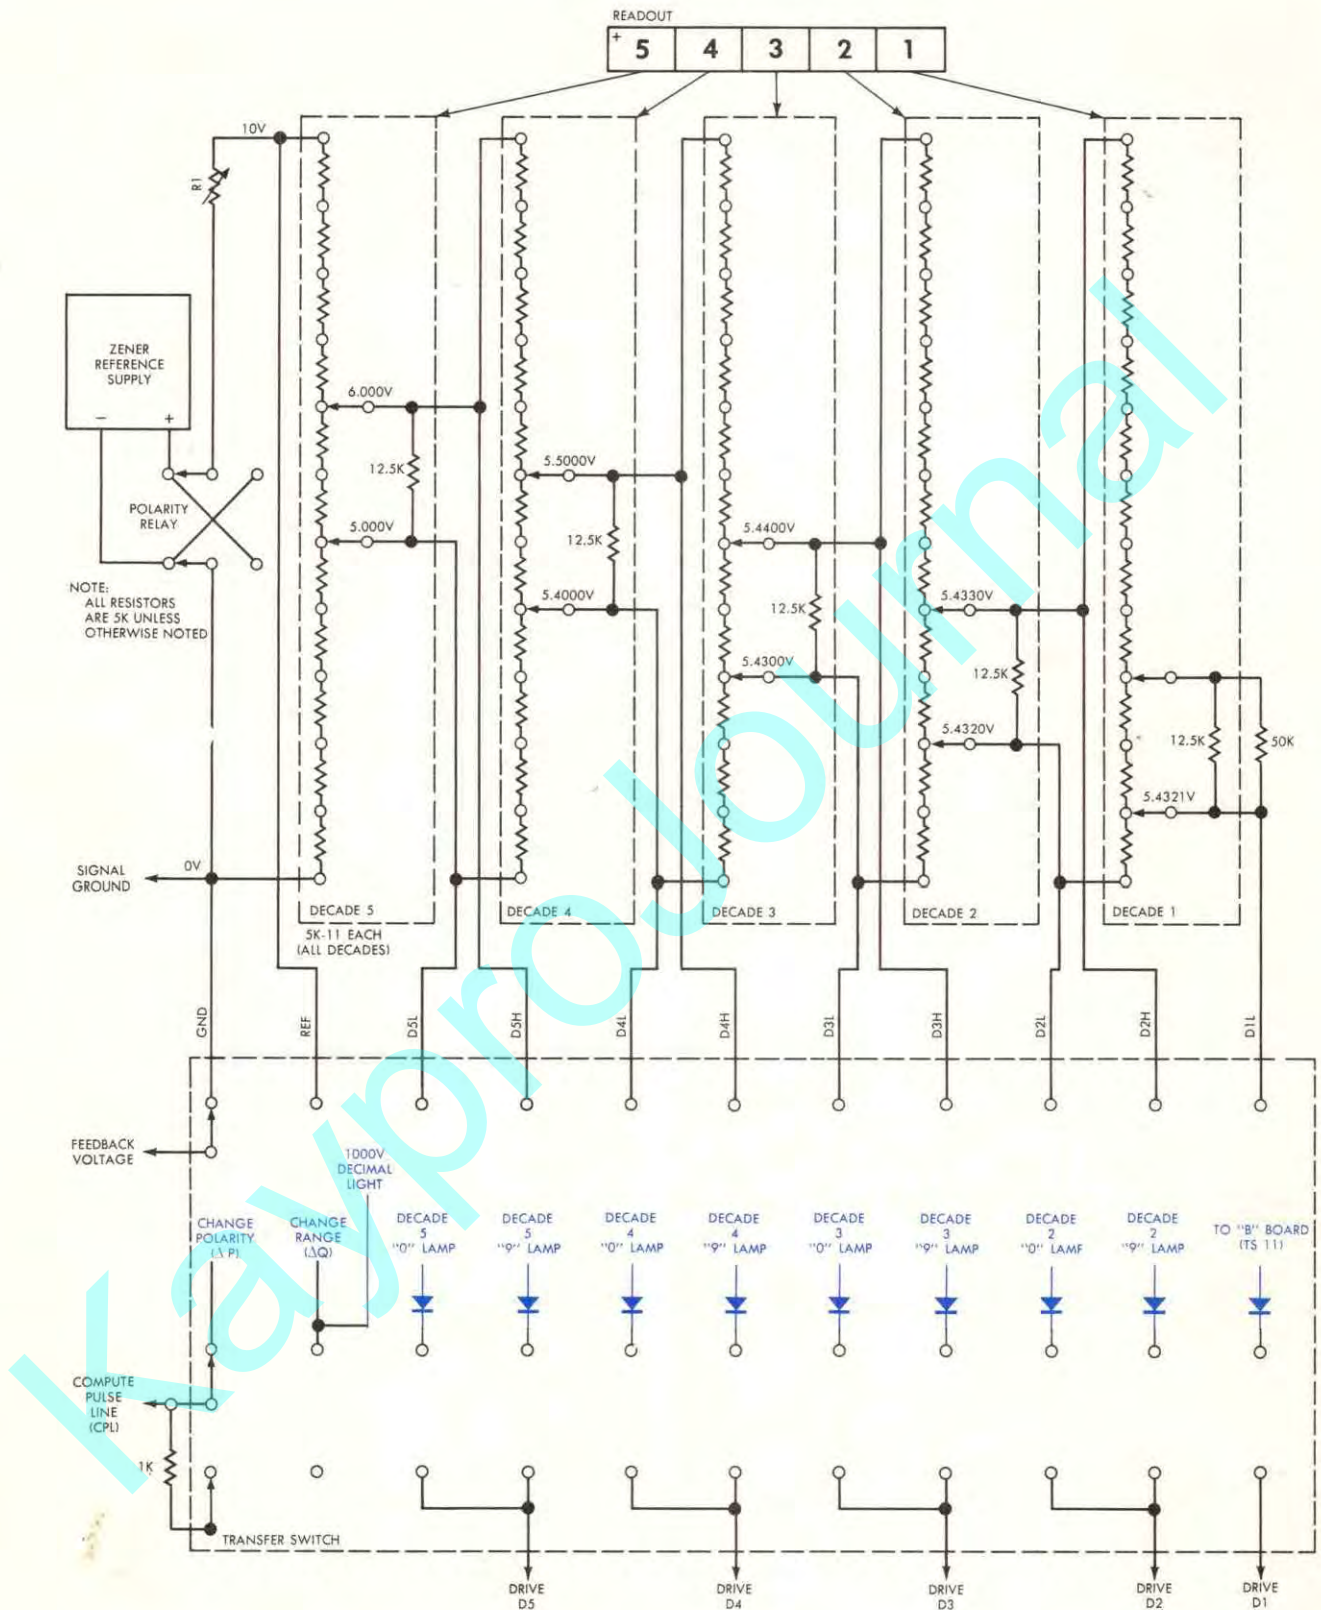 READOUT
+ 5 4 3 2 1
10V
R1
ZENER
REFERENCE
SUPPLY
− +
POLARITY
RELAY
NOTE:
ALL RESISTORS
ARE 5K UNLESS
OTHERWISE NOTED
6.000V
12.5K
5.000V
5.5000V
12.5K
5.4000V
5.4400V
12.5K
5.4300V
5.4330V
12.5K
5.4320V
12.5K
50K
5.4321V
SIGNAL
GROUND
0V
DECADE 5
DECADE 4
DECADE 3
DECADE 2
DECADE 1
5K-11 EACH
(ALL DECADES)
GND
REF
D5L
D5H
D4L
D4H
D3L
D3H
D2L
D2H
D1L
FEEDBACK
VOLTAGE
1000V
DECIMAL
LIGHT
CHANGE
POLARITY
(Δ P)
CHANGE
RANGE
(ΔQ)
DECADE
5
"0" LAMP
DECADE
5
"9" LAMP
DECADE
4
"0" LAMP
DECADE
4
"9" LAMP
DECADE
3
"0" LAMP
DECADE
3
"9" LAMP
DECADE
2
"0" LAMP
DECADE
2
"9" LAMP
TO "B" BOARD
(TS 11)
COMPUTE
PULSE
LINE
(CPL)
1K
TRANSFER SWITCH
DRIVE
D5
DRIVE
D4
DRIVE
D3
DRIVE
D2
DRIVE
D1
KayproJournal